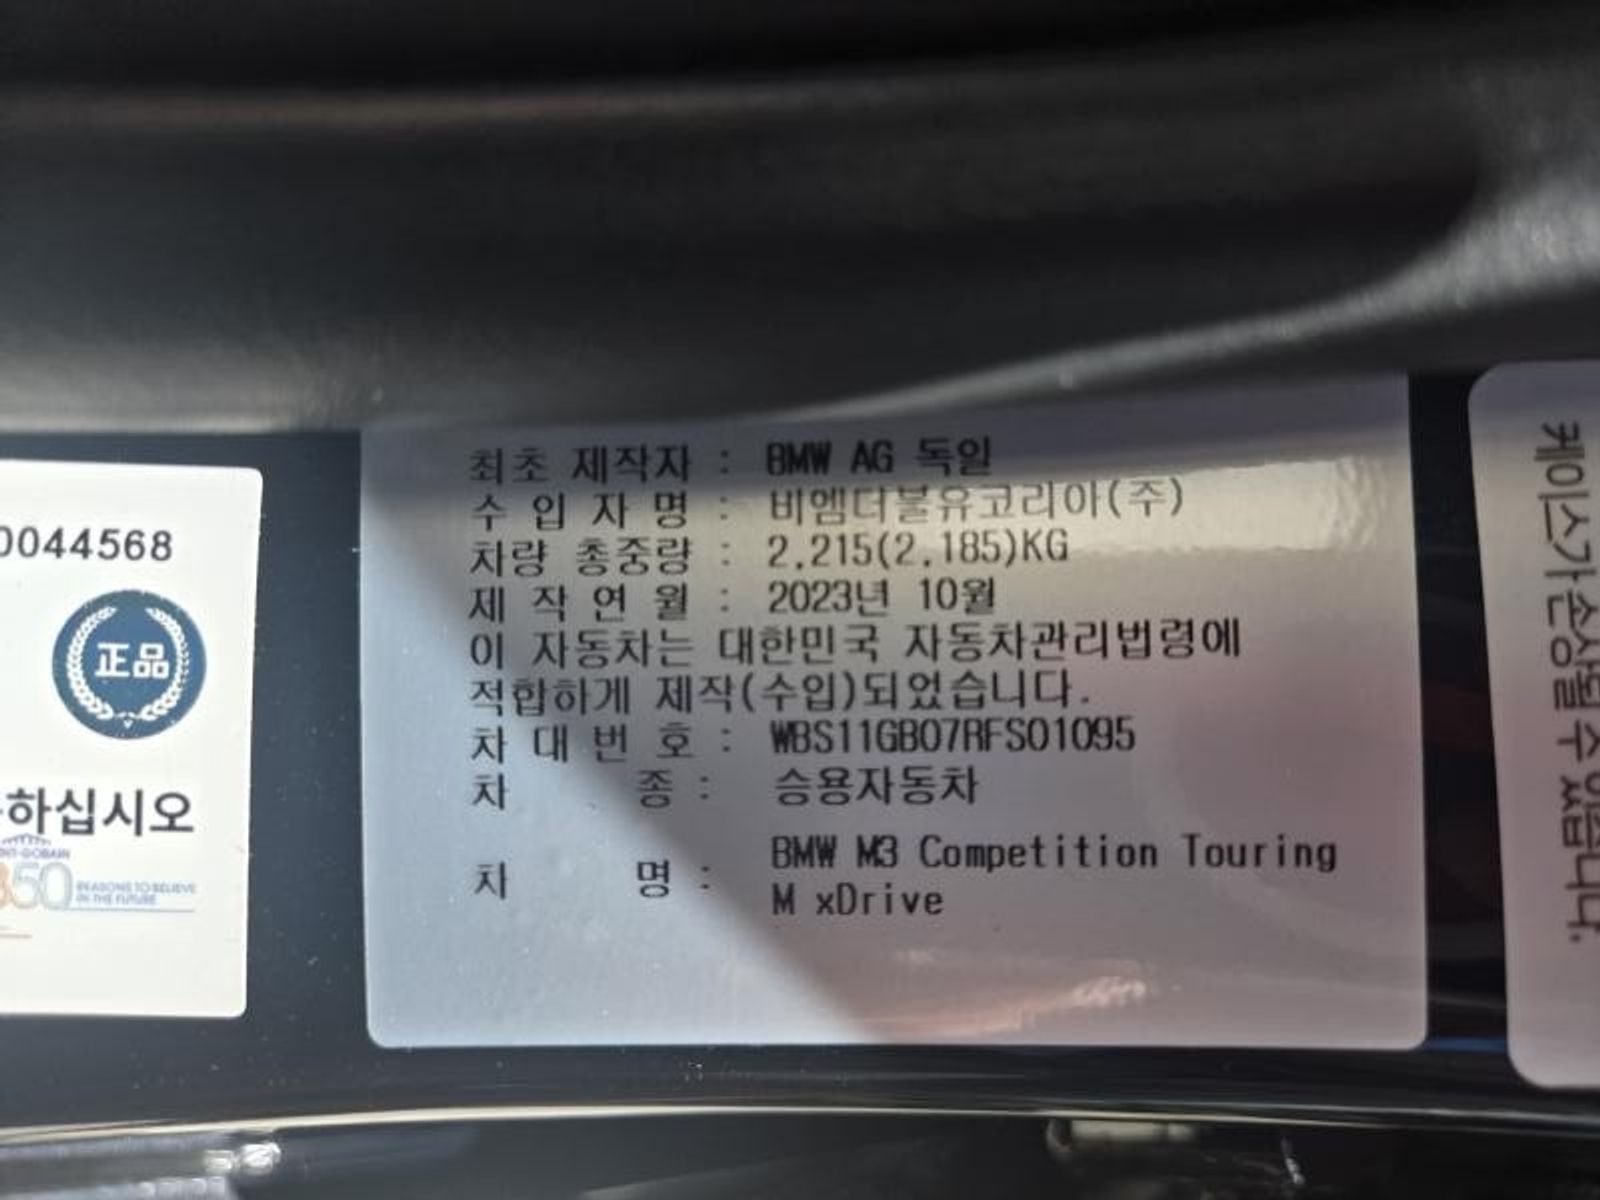 0044568
正品
하십시오
350
REASONS TO BELIEVE
IN THE FUTURE
최초 제작자 : BMW AG 독일
수 입 자 명 : 비엠더블유코리아(주)
차량 총중량 : 2,215(2,185)KG
제 작 연 월 : 2023년 10월
이 자동차는 대한민국 자동차관리법령에
적합하게 제작(수입)되었습니다.
차 대 번 호 : WBS11GB07RFS01095
차 종 : 승용자동차
차 명 : BMW M3 Competition Touring
M xDrive